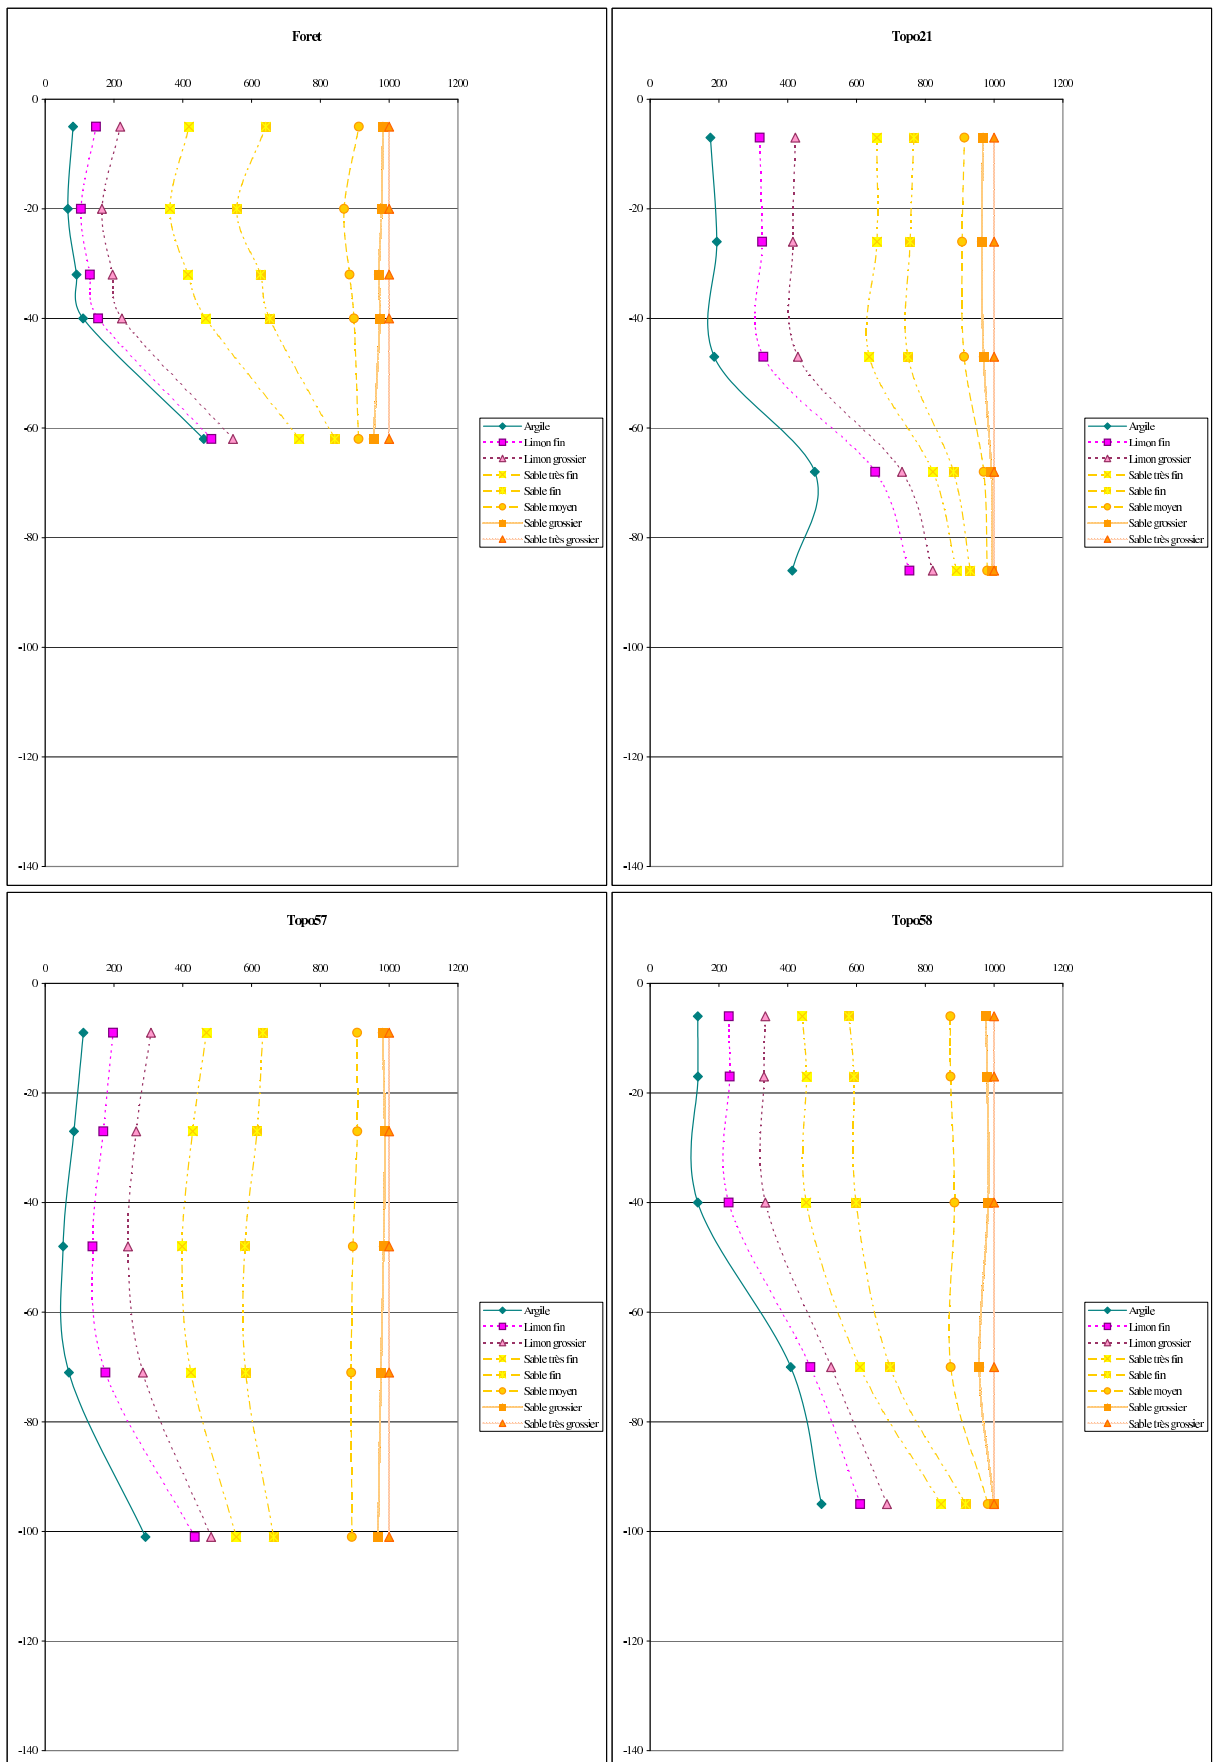 Foret
0 200 400 600 800 1000 1200
0
-20
-40
-60
-80
-100
-120
-140
Argile
Limon fin
Limon grossier
Sable très fin
Sable fin
Sable moyen
Sable grossier
Sable très grossier
Topo21
0 200 400 600 800 1000 1200
0
-20
-40
-60
-80
-100
-120
-140
Argile
Limon fin
Limon grossier
Sable très fin
Sable fin
Sable moyen
Sable grossier
Sable très grossier
Topo57
0 200 400 600 800 1000 1200
0
-20
-40
-60
-80
-100
-120
-140
Argile
Limon fin
Limon grossier
Sable très fin
Sable fin
Sable moyen
Sable grossier
Sable très grossier
Topo58
0 200 400 600 800 1000 1200
0
-20
-40
-60
-80
-100
-120
-140
Argile
Limon fin
Limon grossier
Sable très fin
Sable fin
Sable moyen
Sable grossier
Sable très grossier